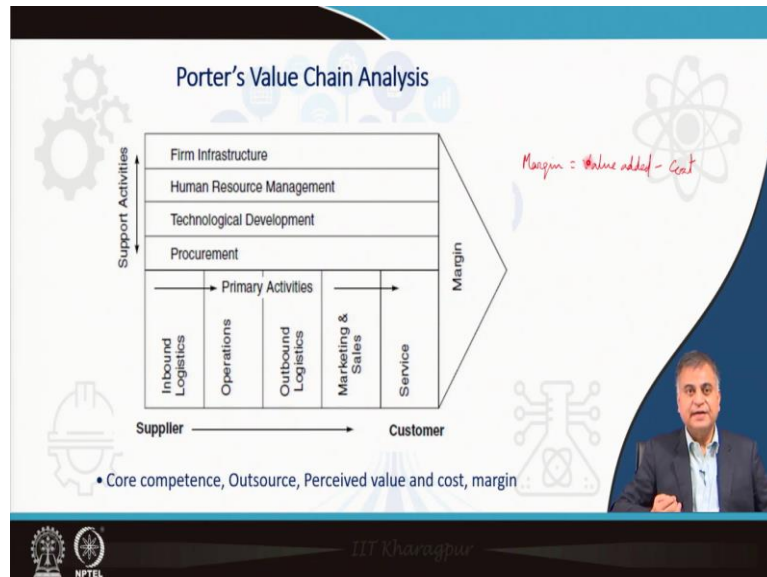 Porter's Value Chain Analysis
Support Activities
Firm Infrastructure
Human Resource Management
Technological Development
Procurement
Primary Activities
Inbound
Logistics
Operations
Outbound
Logistics
Marketing &
Sales
Service
Margin
Supplier
Customer
Margin = Value added - Cost
• Core competence, Outsource, Perceived value and cost, margin
IIT Kharagpur
NPTEL